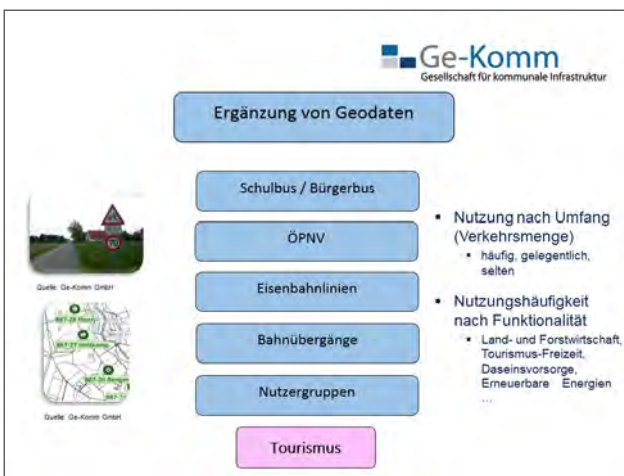 Ge-Komm
Gesellschaft für kommunale Infrastruktur
Ergänzung von Geodaten
Schulbus / Bürgerbus
ÖPNV
Eisenbahnlinien
Bahnübergänge
Nutzergruppen
Tourismus
70
Quelle: Ge-Komm GmbH
Quelle: Ge-Komm GmbH
▪ Nutzung nach Umfang
(Verkehrsmenge)
▪ häufig, gelegentlich,
selten
▪ Nutzungshäufigkeit
nach Funktionalität
▪ Land- und Forstwirtschaft,
Tourismus-Freizeit,
Daseinsvorsorge,
Erneuerbare Energien
...